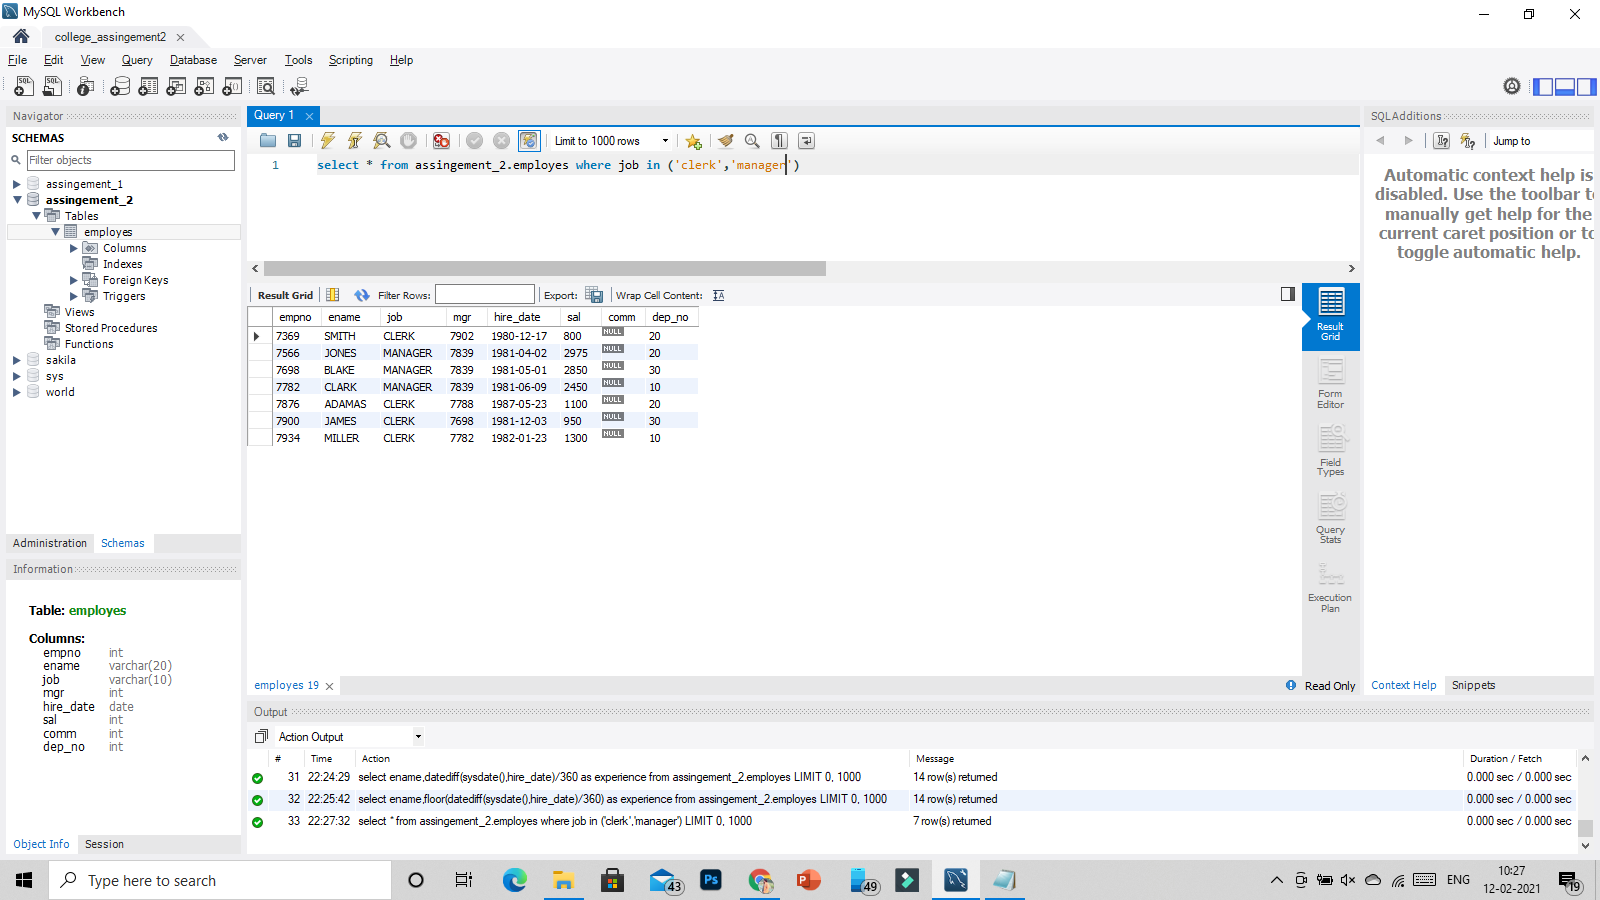 MySQL Workbench
college_assingement2
File Edit View Query Database Server Tools Scripting Help
Navigator
SCHEMAS
Filter objects
assingement_1
assingement_2
Tables
employes
Columns
Indexes
Foreign Keys
Triggers
Views
Stored Procedures
Functions
sakila
sys
world
Administration Schemas
Information
Table: employes
Columns:
empno int
ename varchar(20)
job varchar(10)
mgr int
hire_date date
sal int
comm int
dep_no int
Object Info Session
Query 1
Limit to 1000 rows
1 select * from assingement_2.employes where job in ('clerk','manager')
Result Grid Filter Rows: Export: Wrap Cell Content:
empno ename job mgr hire_date sal comm dep_no
7369 SMITH CLERK 7902 1980-12-17 800 NULL 20
7566 JONES MANAGER 7839 1981-04-02 2975 NULL 20
7698 BLAKE MANAGER 7839 1981-05-01 2850 NULL 30
7782 CLARK MANAGER 7839 1981-06-09 2450 NULL 10
7876 ADAMAS CLERK 7788 1987-05-23 1100 NULL 20
7900 JAMES CLERK 7698 1981-12-03 950 NULL 30
7934 MILLER CLERK 7782 1982-01-23 1300 NULL 10
Result
Grid
Form
Editor
Field
Types
Query
Stats
Execution
Plan
employes 19
Read Only
SQLAdditions
Jump to
Automatic context help is
disabled. Use the toolbar to
manually get help for the
current caret position or to
toggle automatic help.
Context Help Snippets
Output
Action Output
# Time Action Message Duration / Fetch
31 22:24:29 select ename,datediff(sysdate(),hire_date)/360 as experience from assingement_2.employes LIMIT 0, 1000 14 row(s) returned 0.000 sec / 0.000 sec
32 22:25:42 select ename,floor(datediff(sysdate(),hire_date)/360) as experience from assingement_2.employes LIMIT 0, 1000 14 row(s) returned 0.000 sec / 0.000 sec
33 22:27:32 select * from assingement_2.employes where job in ('clerk','manager') LIMIT 0, 1000 7 row(s) returned 0.000 sec / 0.000 sec
Type here to search
43
Ps
49
ENG
10:27
12-02-2021
19